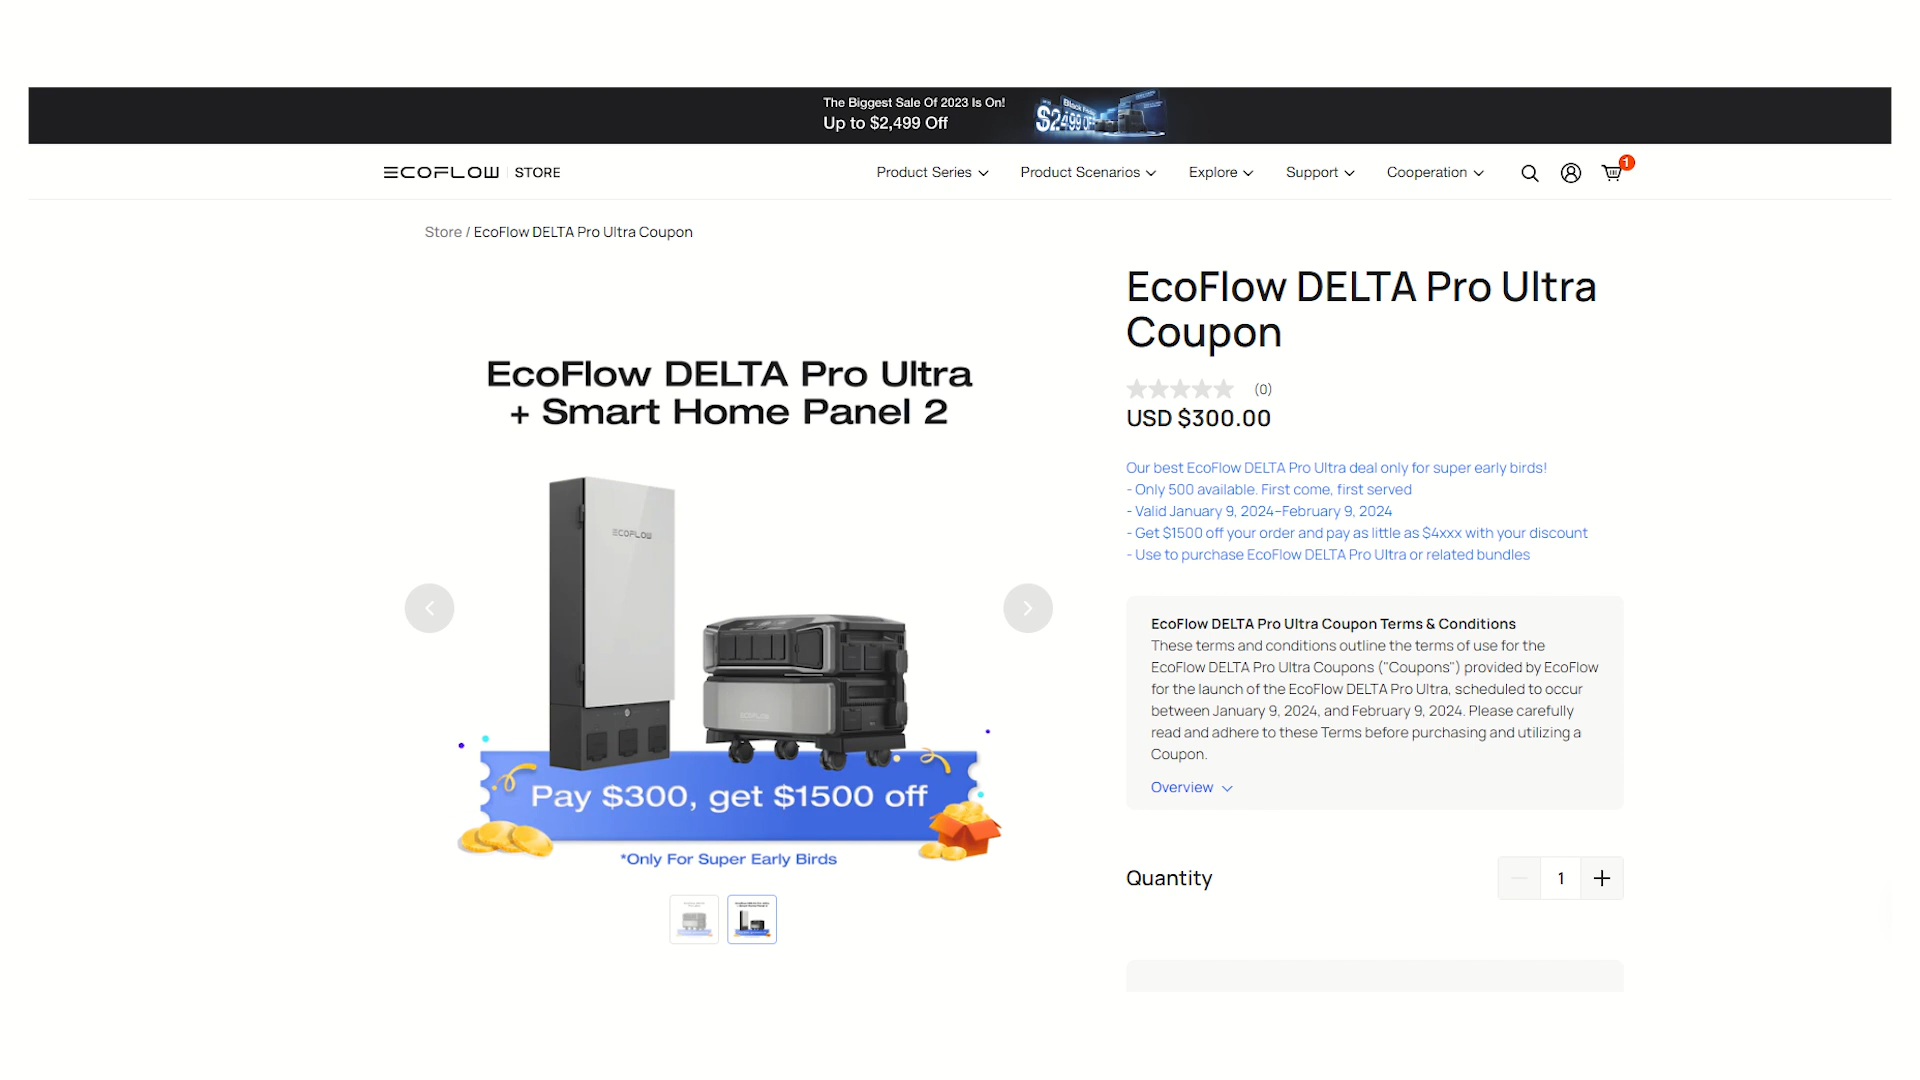 The Biggest Sale Of 2023 Is On!
Up to $2,499 Off
$2,499 OFF
ECOFLOW STORE
Product Series
Product Scenarios
Explore
Support
Cooperation
1
Store / EcoFlow DELTA Pro Ultra Coupon
EcoFlow DELTA Pro Ultra
+ Smart Home Panel 2
ECOFLOW
ECOFLOW
Pay $300, get $1500 off
*Only For Super Early Birds
EcoFlow DELTA Pro Ultra
Coupon
(0)
USD $300.00
Our best EcoFlow DELTA Pro Ultra deal only for super early birds!
- Only 500 available. First come, first served
- Valid January 9, 2024–February 9, 2024
- Get $1500 off your order and pay as little as $4xxx with your discount
- Use to purchase EcoFlow DELTA Pro Ultra or related bundles
EcoFlow DELTA Pro Ultra Coupon Terms & Conditions
These terms and conditions outline the terms of use for the
EcoFlow DELTA Pro Ultra Coupons ("Coupons") provided by EcoFlow
for the launch of the EcoFlow DELTA Pro Ultra, scheduled to occur
between January 9, 2024, and February 9, 2024. Please carefully
read and adhere to these Terms before purchasing and utilizing a
Coupon.
Overview
Quantity
1